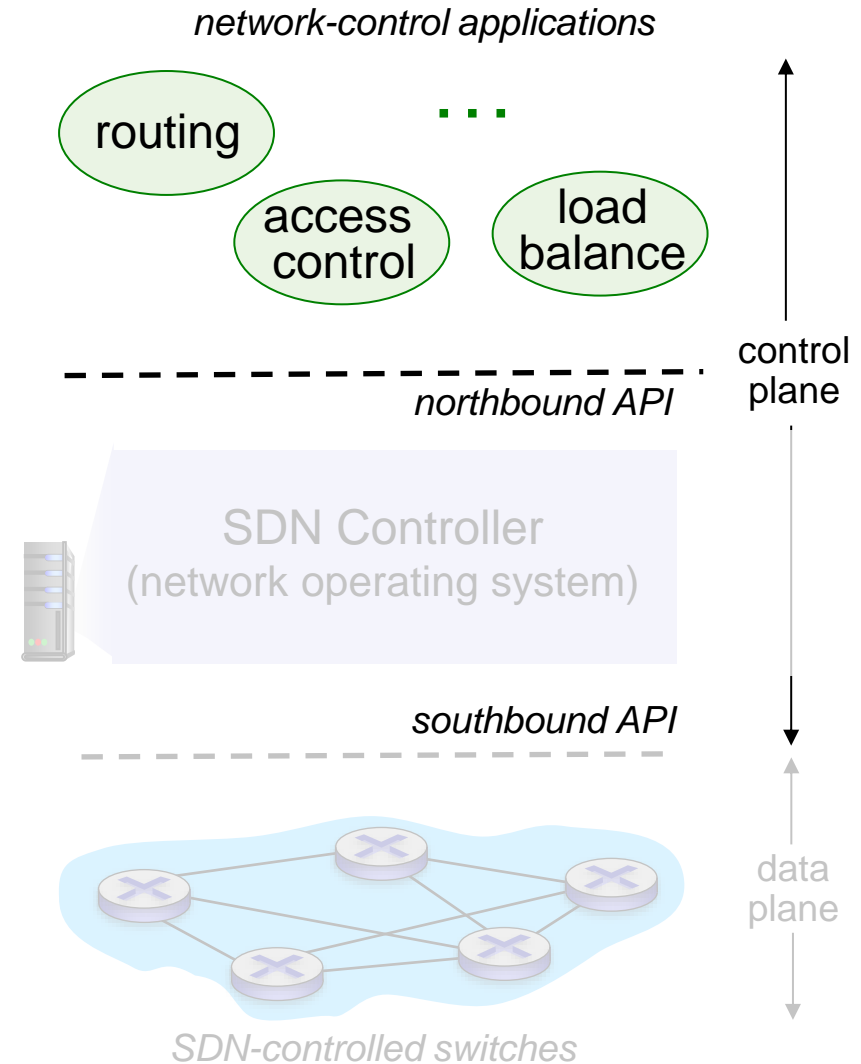 network-control applications
routing
...
access
control
load
balance
control
plane
northbound API
SDN Controller
(network operating system)
southbound API
data
plane
SDN-controlled switches